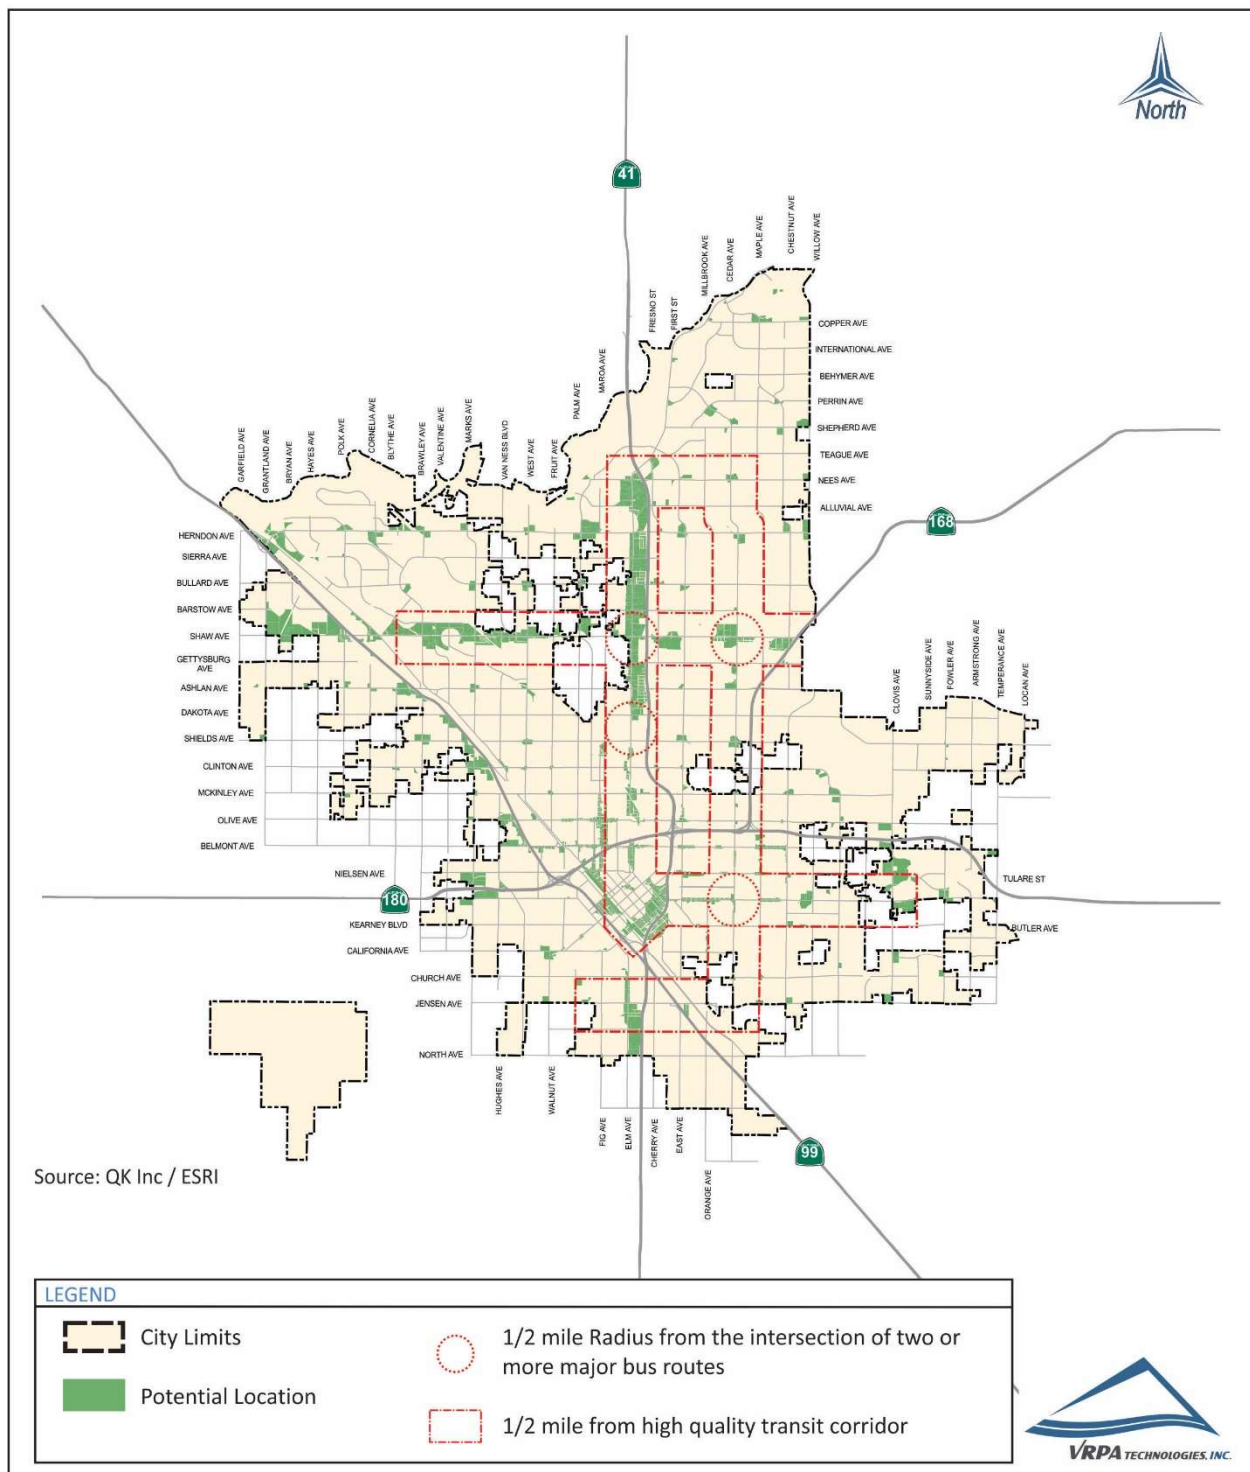 North
41
MILLBROOK AVE
CEDAR AVE
MAPLE AVE
CHESTNUT AVE
WILLOW AVE
FRESNO ST
FIRST ST
COPPER AVE
INTERNATIONAL AVE
BEHYMER AVE
PERRIN AVE
SHEPHERD AVE
TEAGUE AVE
NEES AVE
ALLUVIAL AVE
168
GARFIELD AVE
GRANTLAND AVE
BRYAN AVE
HAYES AVE
POLK AVE
CORNELIA AVE
BLYTHE AVE
BRAWLEY AVE
VALENTINE AVE
MARKS AVE
VAN NESS BLVD
WEST AVE
FRUIT AVE
PALM AVE
MAROA AVE
HERNDON AVE
SIERRA AVE
BULLARD AVE
BARSTOW AVE
SHAW AVE
GETTYSBURG
AVE
ASHLAN AVE
DAKOTA AVE
SHIELDS AVE
CLINTON AVE
MCKINLEY AVE
OLIVE AVE
BELMONT AVE
NIELSEN AVE
180
KEARNEY BLVD
CALIFORNIA AVE
CHURCH AVE
JENSEN AVE
NORTH AVE
CLOVIS AVE
SUNNYSIDE AVE
FOWLER AVE
ARMSTRONG AVE
TEMPERANCE AVE
LOCAN AVE
TULARE ST
BUTLER AVE
HUGHES AVE
WALNUT AVE
FIG AVE
ELM AVE
CHERRY AVE
EAST AVE
ORANGE AVE
99
Source: QK Inc / ESRI
LEGEND
City Limits
Potential Location
1/2 mile Radius from the intersection of two or
more major bus routes
1/2 mile from high quality transit corridor
VRPA TECHNOLOGIES, INC.